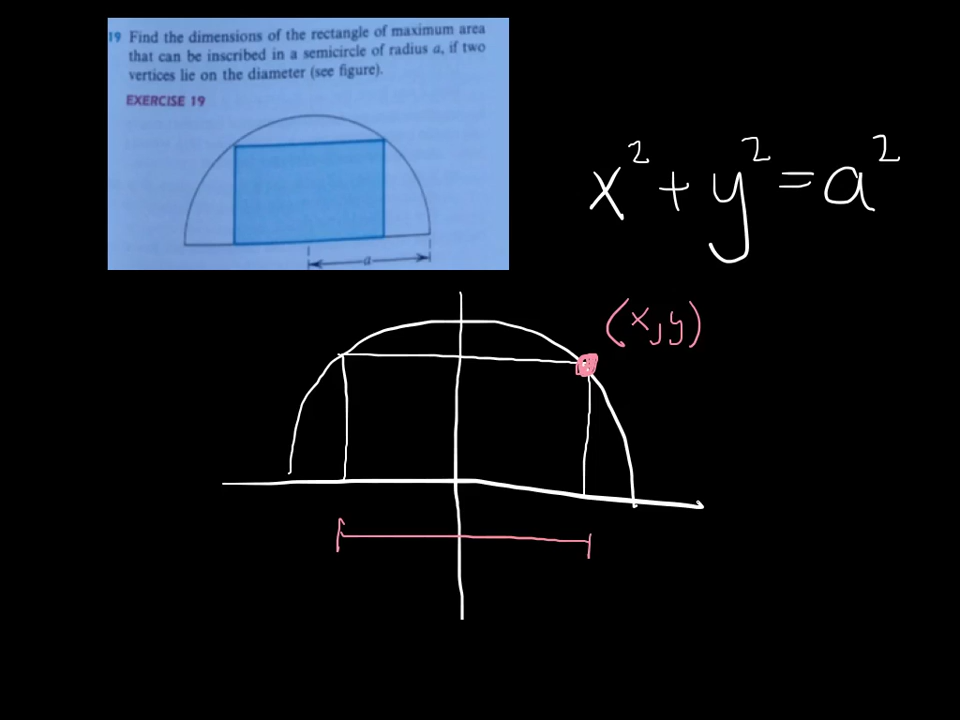 19 Find the dimensions of the rectangle of maximum area
that can be inscribed in a semicircle of radius a, if two
vertices lie on the diameter (see figure).
EXERCISE 19
a
x² + y² = a²
(x,y)